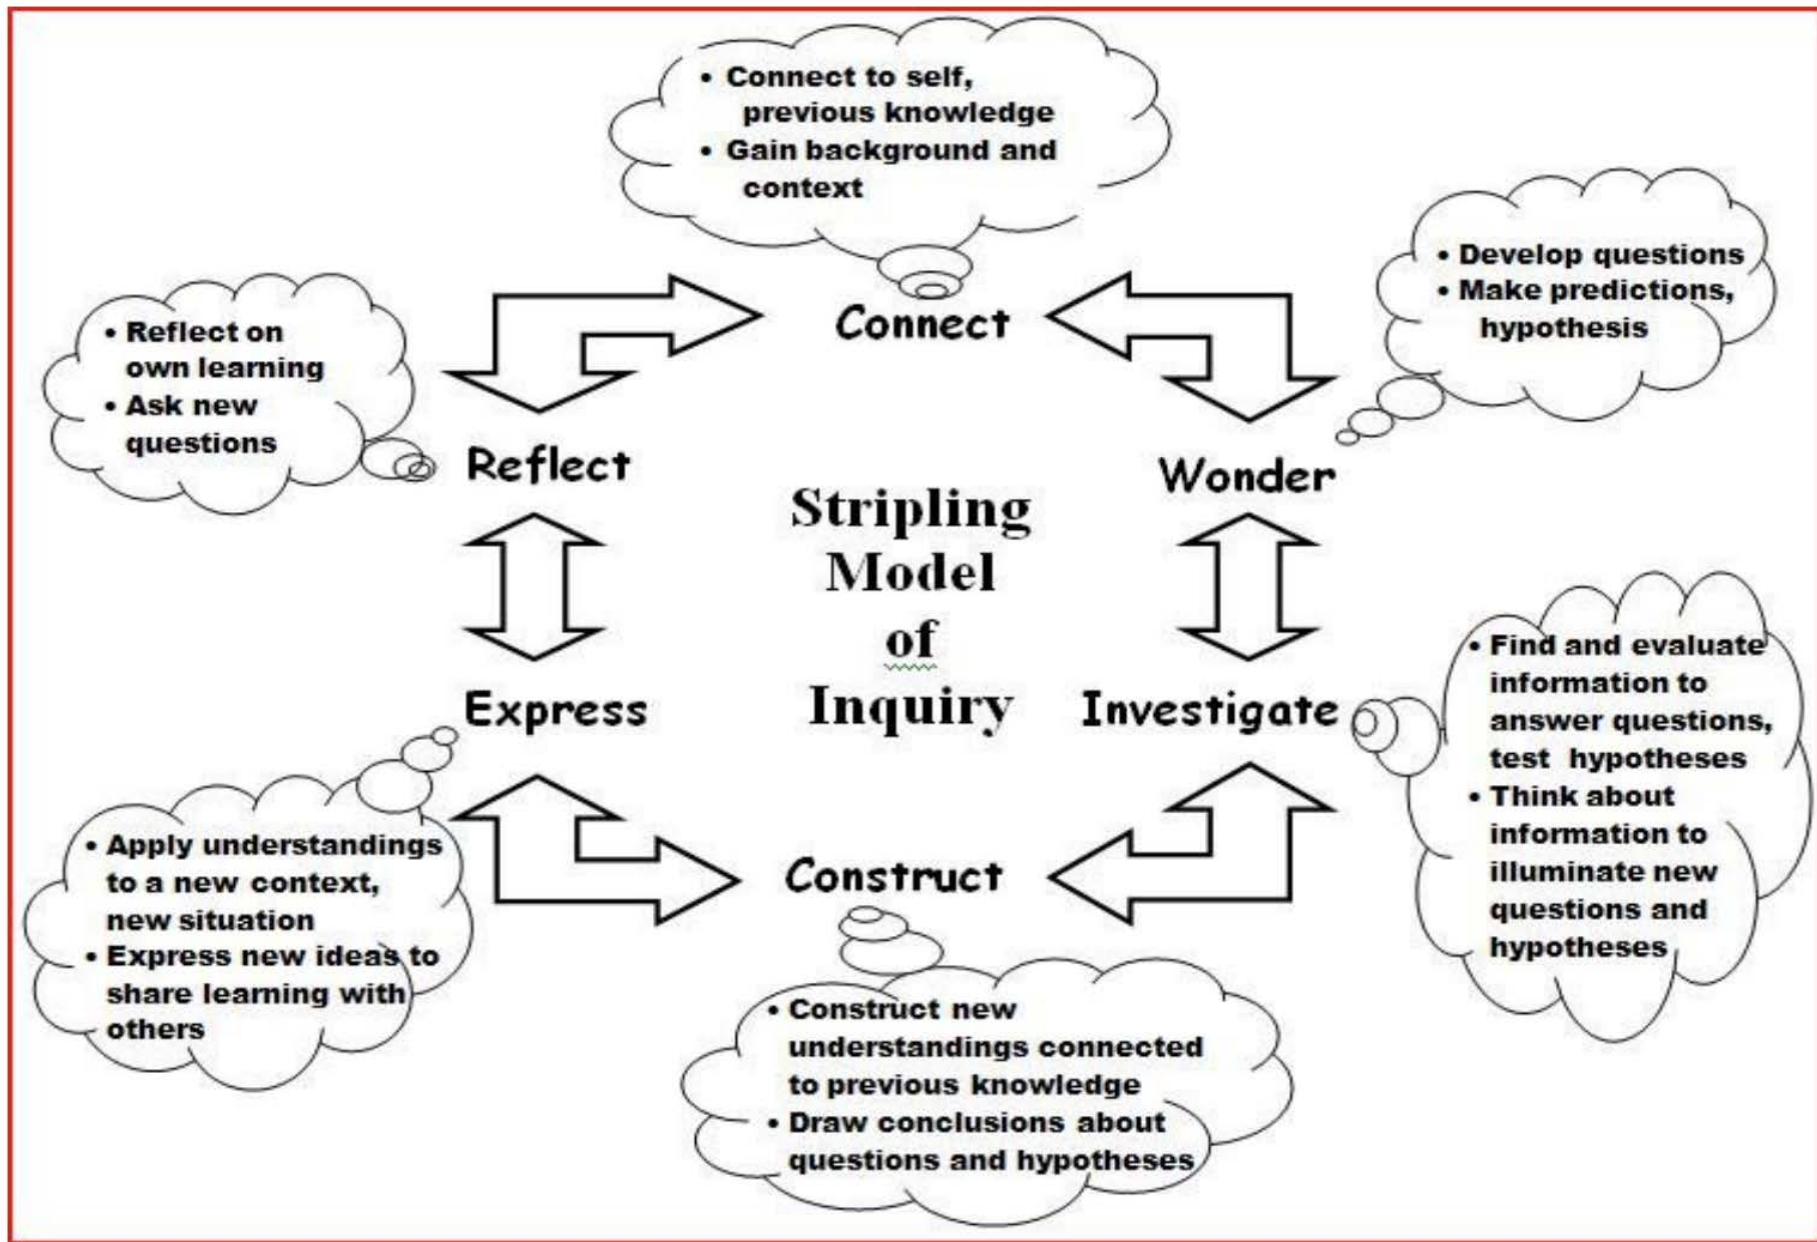 • Connect to self,
previous knowledge
• Gain background and
context
Connect
• Develop questions
• Make predictions,
hypothesis
Wonder
• Find and evaluate
information to
answer questions,
test hypotheses
• Think about
information to
illuminate new
questions and
hypotheses
Investigate
• Construct new
understandings connected
to previous knowledge
• Draw conclusions about
questions and hypotheses
Construct
• Apply understandings
to a new context,
new situation
• Express new ideas to
share learning with
others
Express
• Reflect on
own learning
• Ask new
questions
Reflect
Stripling
Model
of
Inquiry